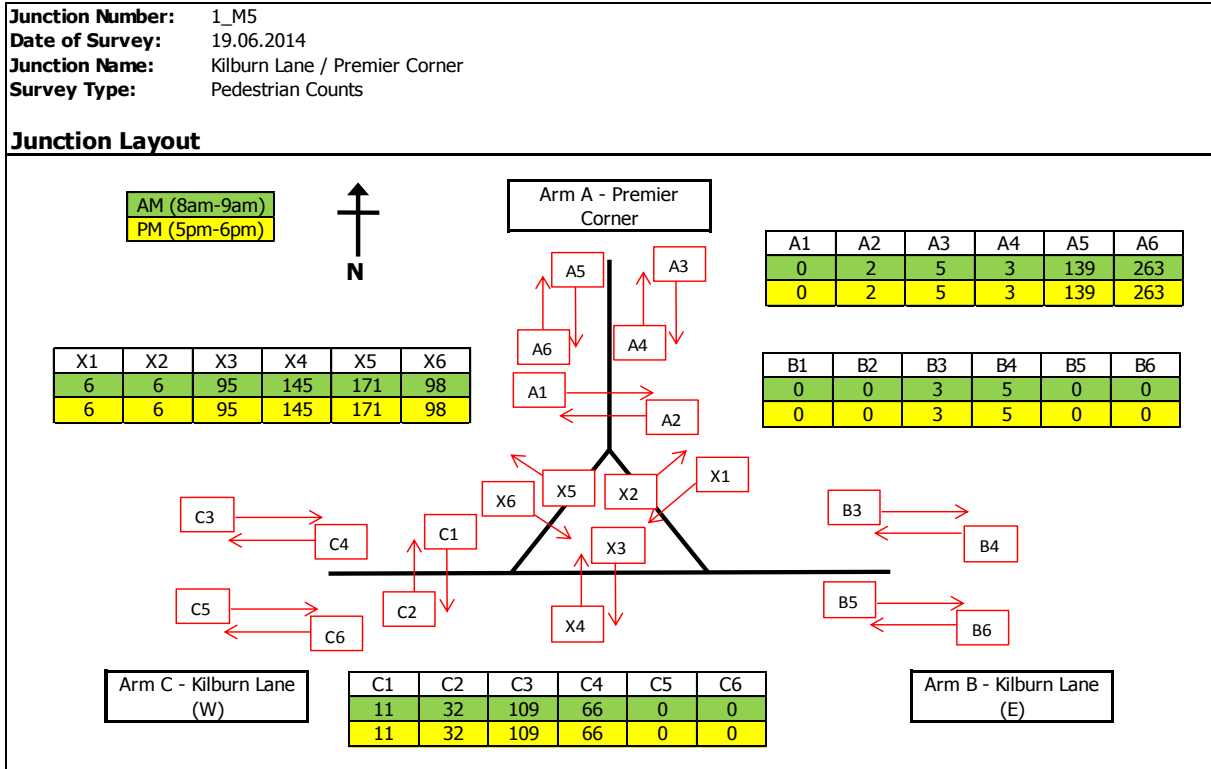 Junction Number: 1_M5
Date of Survey: 19.06.2014
Junction Name: Kilburn Lane / Premier Corner
Survey Type: Pedestrian Counts
Junction Layout
AM (8am-9am)
PM (5pm-6pm)
N
Arm A - Premier
Corner
A1 A2 A3 A4 A5 A6
0 2 5 3 139 263
0 2 5 3 139 263
A5
A3
A6
A4
A1
A2
X1 X2 X3 X4 X5 X6
6 6 95 145 171 98
6 6 95 145 171 98
B1 B2 B3 B4 B5 B6
0 0 3 5 0 0
0 0 3 5 0 0
X5
X2
X1
X6
X3
X4
C3
C4
C1
C2
C5
C6
B3
B4
B5
B6
Arm C - Kilburn Lane
(W)
C1 C2 C3 C4 C5 C6
11 32 109 66 0 0
11 32 109 66 0 0
Arm B - Kilburn Lane
(E)